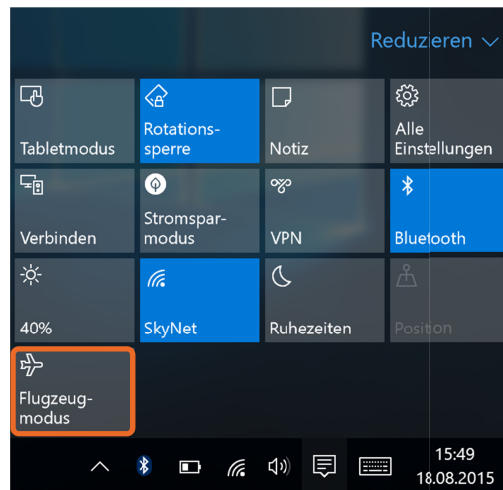 Reduzieren
Tabletmodus
Rotations-
sperre
Notiz
Alle
Einstellungen
Verbinden
Stromspar-
modus
VPN
Bluetooth
40%
SkyNet
Ruhezeiten
Position
Flugzeug-
modus
15:49
18.08.2015